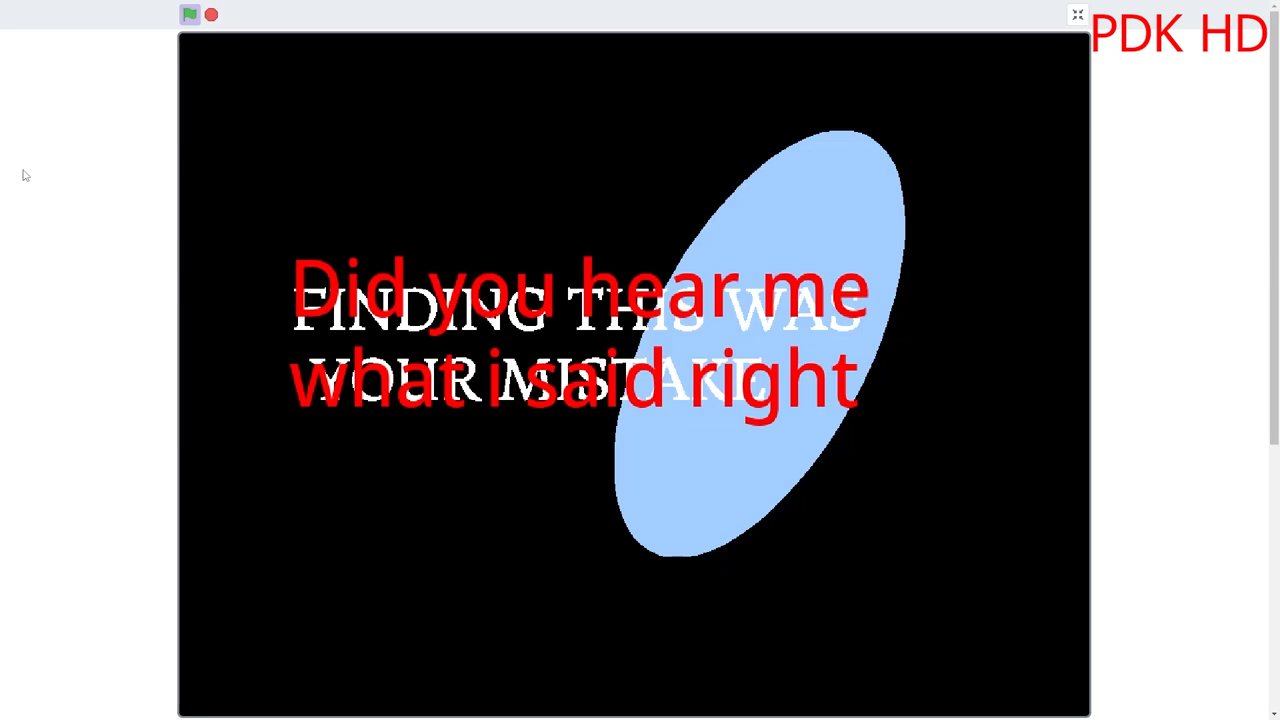 PDK HD
Did you hear me
FINDING THIS WAS
what i said right
YOUR MISTAKE